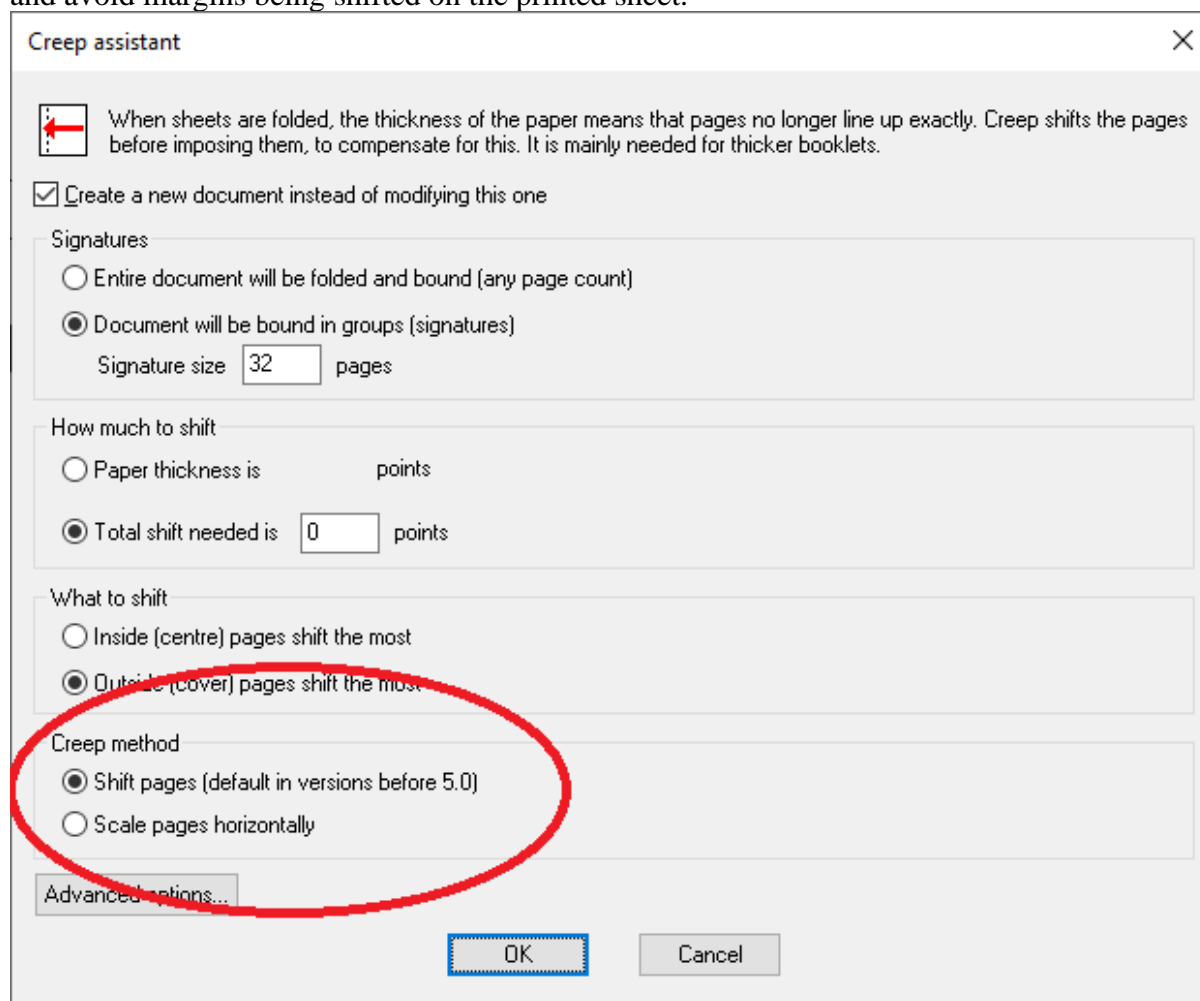 and avoid margins being shifted on the printed sheet.
Creep assistant
When sheets are folded, the thickness of the paper means that pages no longer line up exactly. Creep shifts the pages
before imposing them, to compensate for this. It is mainly needed for thicker booklets.
Create a new document instead of modifying this one
Signatures
Entire document will be folded and bound (any page count)
Document will be bound in groups (signatures)
Signature size 32 pages
How much to shift
Paper thickness is points
Total shift needed is 0 points
What to shift
Inside (centre) pages shift the most
Outside (cover) pages shift the most
Creep method
Shift pages (default in versions before 5.0)
Scale pages horizontally
Advanced options...
OK Cancel